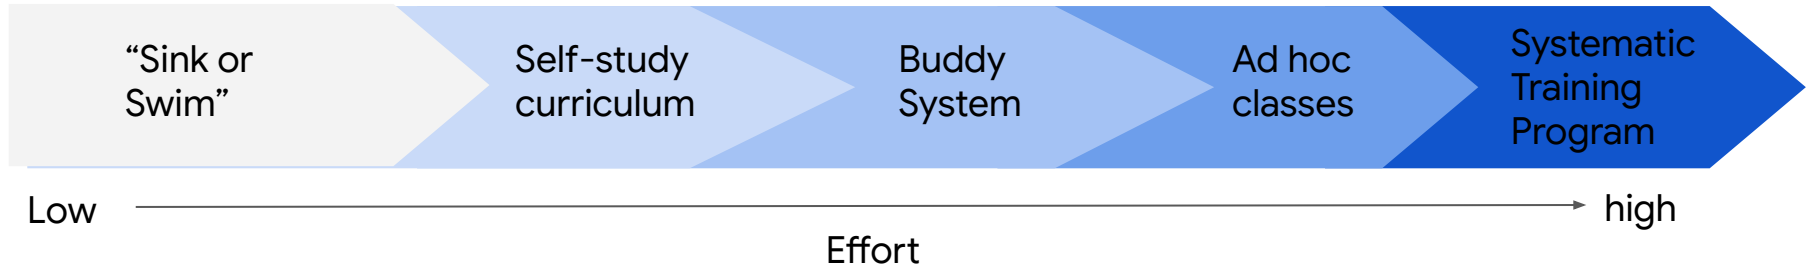 “Sink or
Swim”
Self-study
curriculum
Buddy
System
Ad hoc
classes
Systematic
Training
Program
Low
high
Effort